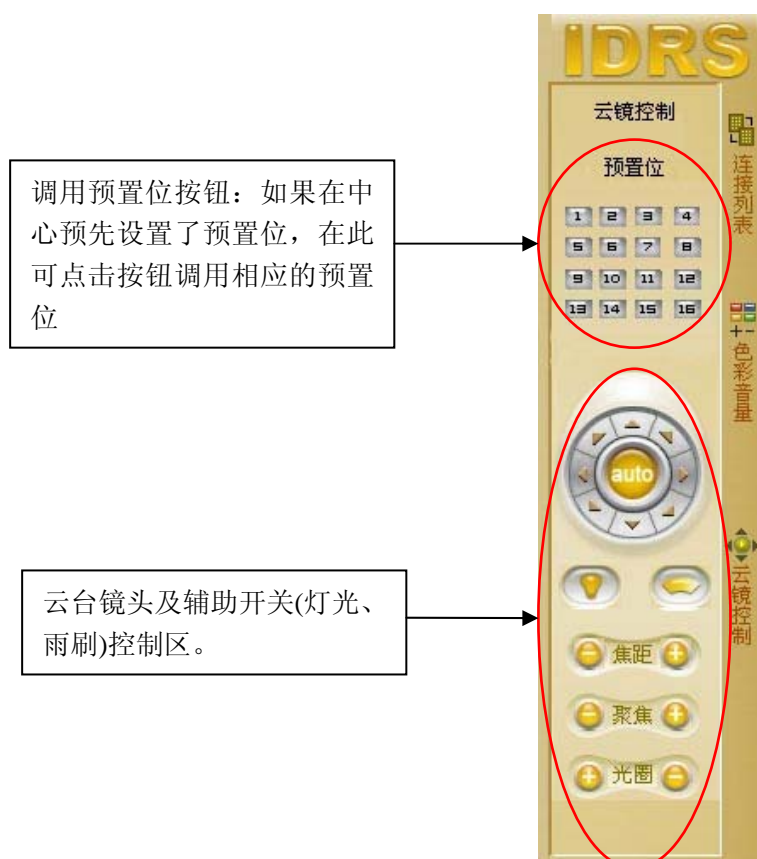 IDRS
云镜控制
预置位
1 2 3 4
5 6 7 8
9 10 11 12
13 14 15 16
auto
焦距
聚焦
光圈
连接列表
色彩音量
云镜控制
调用预置位按钮：如果在中
心预先设置了预置位，在此
可点击按钮调用相应的预置
位
云台镜头及辅助开关(灯光、
雨刷)控制区。